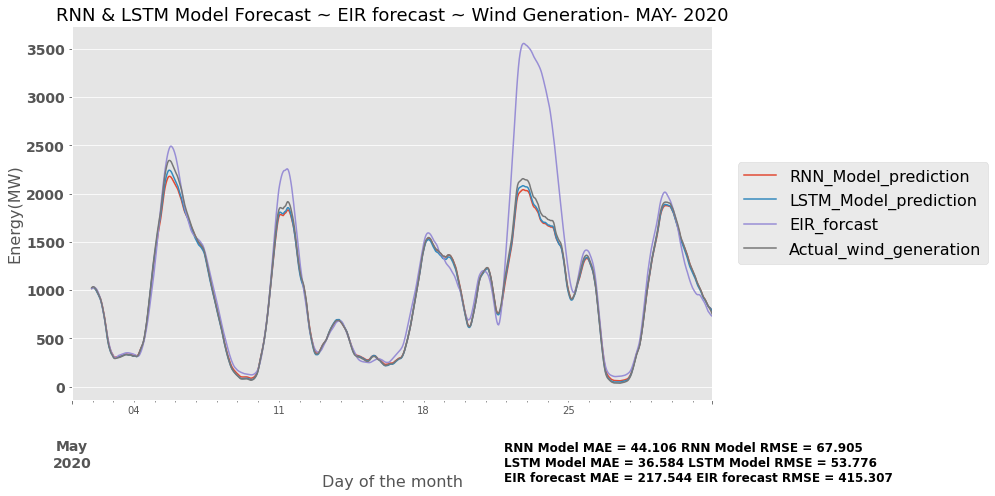 RNN & LSTM Model Forecast ~ EIR forecast ~ Wind Generation- MAY- 2020
Energy(MW)
3500
3000
2500
2000
1500
1000
500
0
04
11
18
25
May
2020
Day of the month
RNN_Model_prediction
LSTM_Model_prediction
EIR_forcast
Actual_wind_generation
RNN Model MAE = 44.106 RNN Model RMSE = 67.905
LSTM Model MAE = 36.584 LSTM Model RMSE = 53.776
EIR forecast MAE = 217.544 EIR forecast RMSE = 415.307